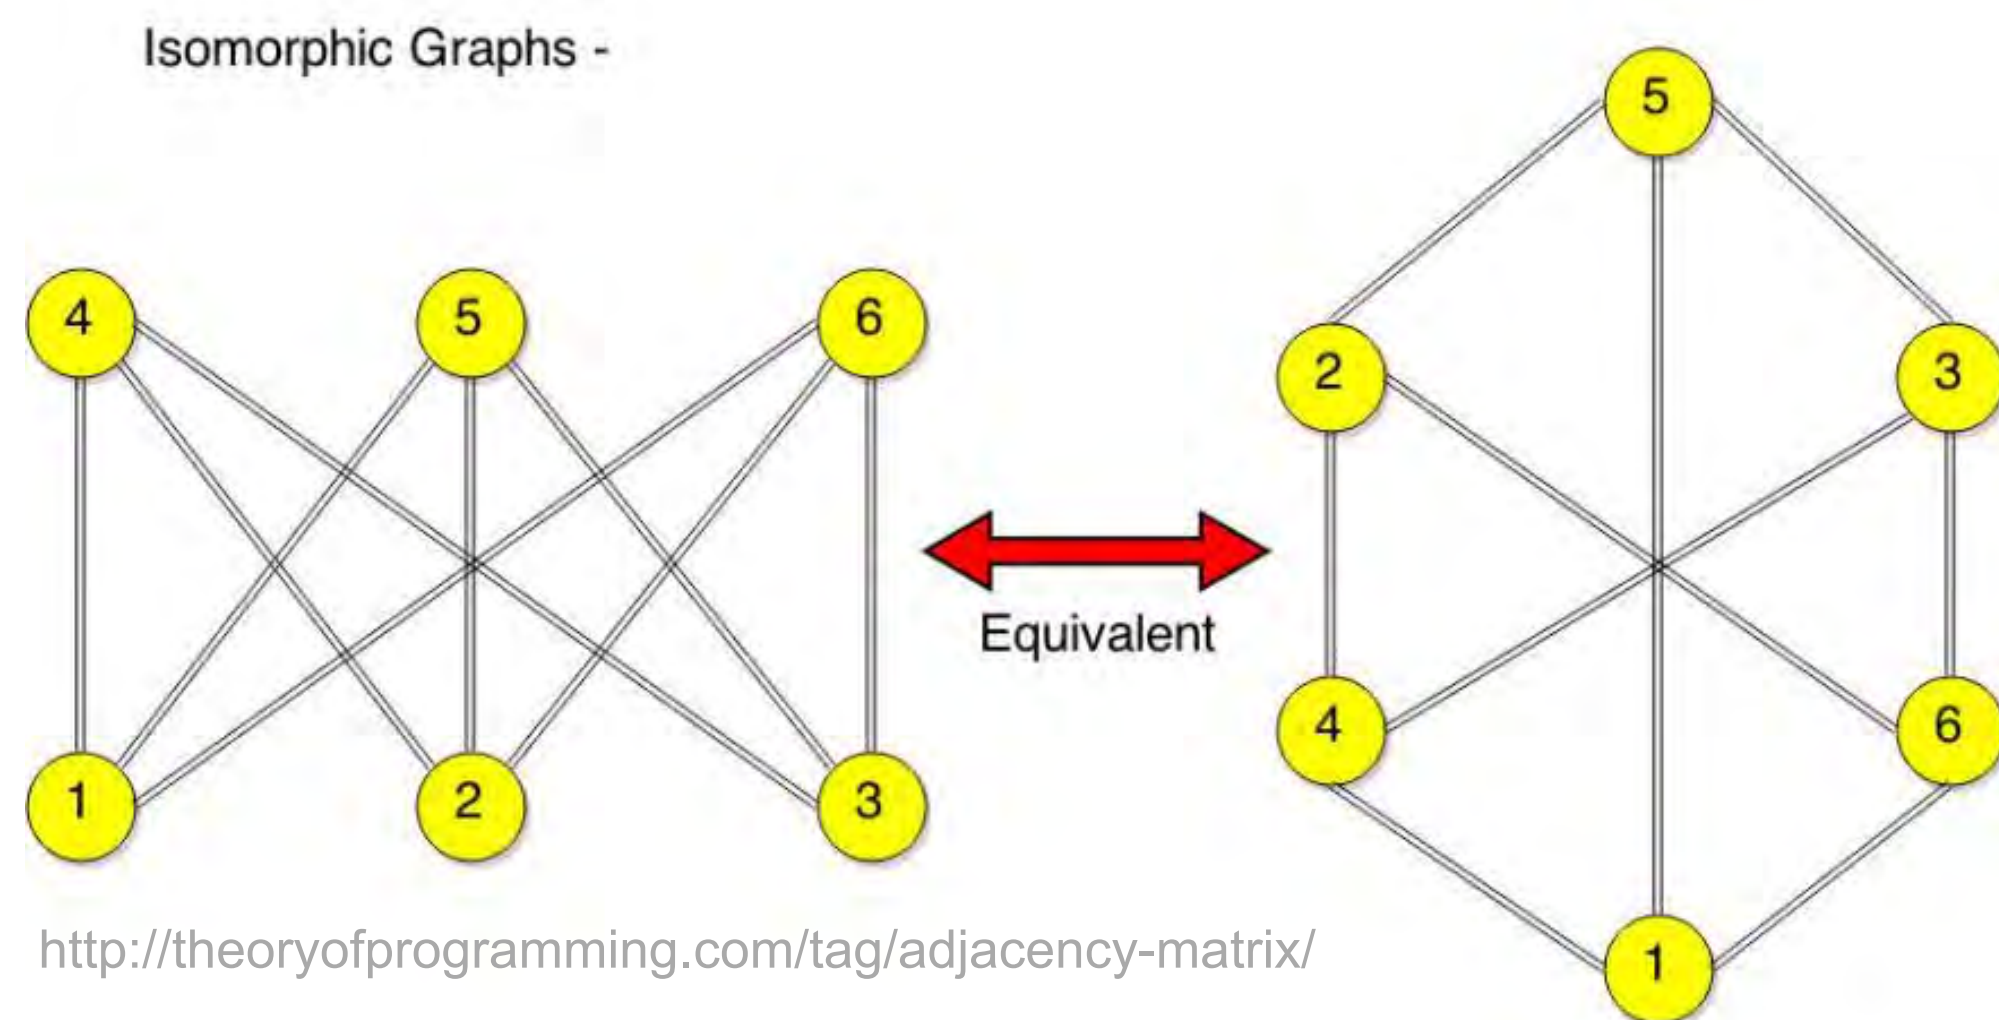 Isomorphic Graphs -
5
4 5 6
2 3
Equivalent
4 6
1 2 3
http://theoryofprogramming.com/tag/adjacency-matrix/
1